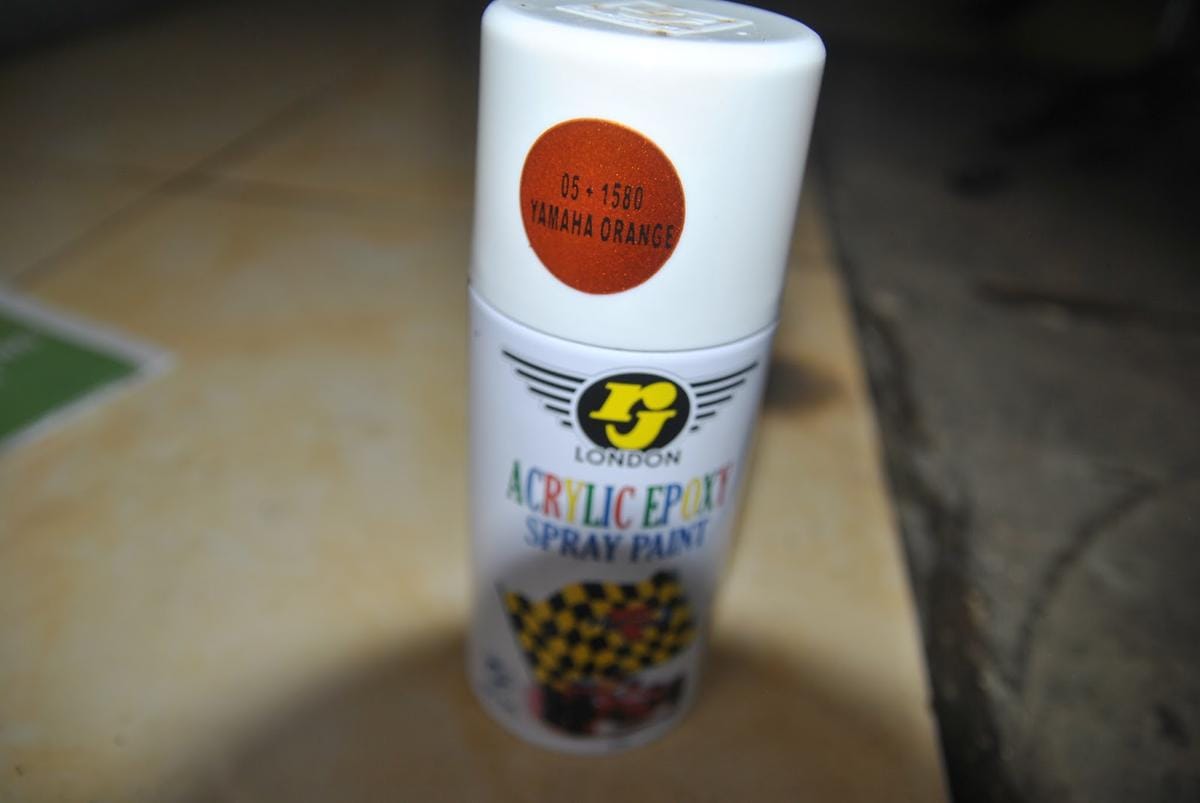 05 + 1580
YAMAHA ORANGE
rJ
LONDON
ACRYLIC EPOXY
SPRAY PAINT